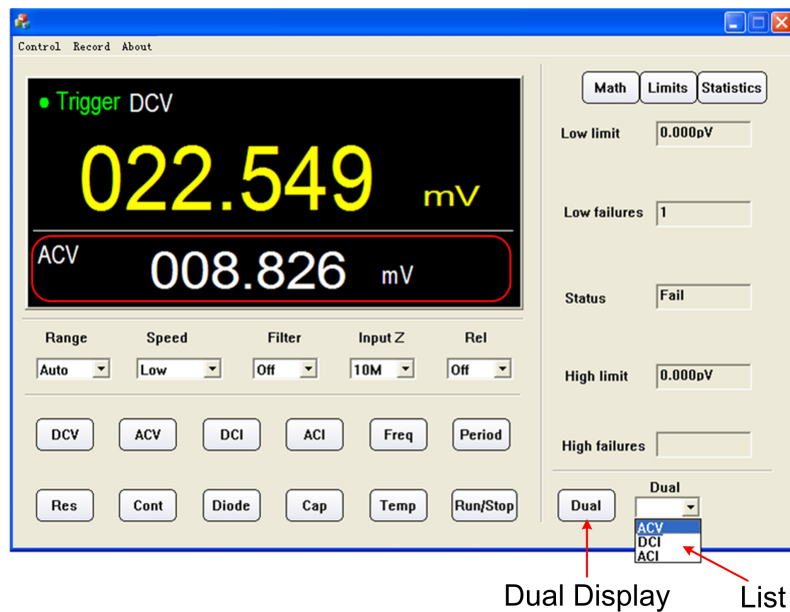 Control Record About
• Trigger DCV
022.549 mV
ACV
008.826 mV
Range Speed Filter Input Z Rel
Auto Low Off 10M Off
DCV ACV DCI ACI Freq Period
Res Cont Diode Cap Temp Run/Stop
Math Limits Statistics
Low limit 0.000pV
Low failures 1
Status Fail
High limit 0.000pV
High failures
Dual
Dual
ACV
DCI
ACI
Dual Display
List